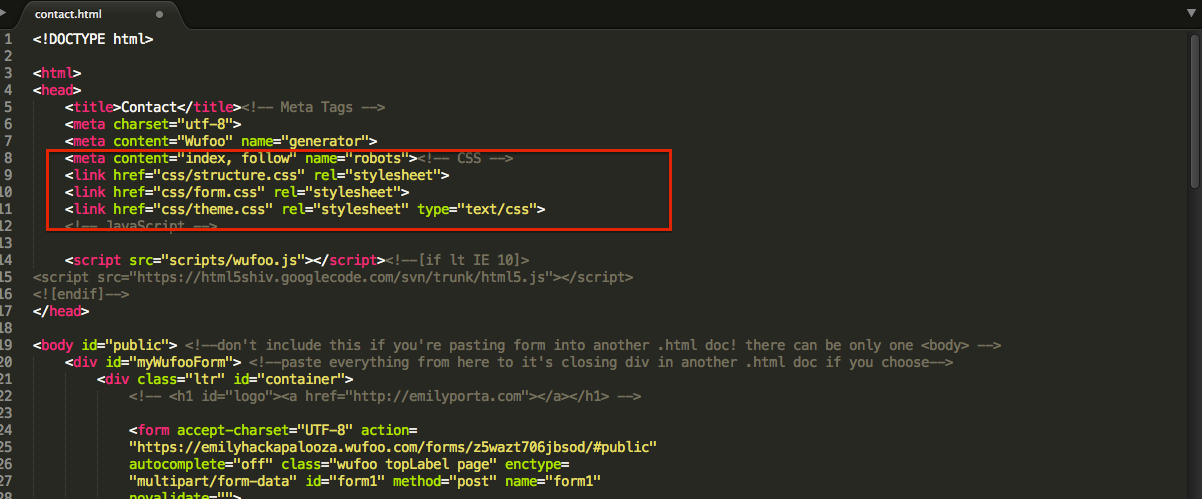 contact.html
1 <!DOCTYPE html>
2
3 <html>
4 <head>
5     <title>Contact</title><!-- Meta Tags -->
6     <meta charset="utf-8">
7     <meta content="Wufoo" name="generator">
8     <meta content="index, follow" name="robots"><!-- CSS -->
9     <link href="css/structure.css" rel="stylesheet">
10     <link href="css/form.css" rel="stylesheet">
11     <link href="css/theme.css" rel="stylesheet" type="text/css">
12     <!-- JavaScript -->
13
14     <script src="scripts/wufoo.js"></script><!--[if lt IE 10]>
15 <script src="https://html5shiv.googlecode.com/svn/trunk/html5.js"></script>
16 <![endif]-->
17 </head>
18
19 <body id="public"> <!--don't include this if you're pasting form into another .html doc! there can be only one <body> -->
20     <div id="myWufooForm"> <!--paste everything from here to it's closing div in another .html doc if you choose-->
21         <div class="ltr" id="container">
22             <!-- <h1 id="logo"><a href="http://emilyporta.com"></a></h1> -->
23
24             <form accept-charset="UTF-8" action=
25             "https://emilyhackapalooza.wufoo.com/forms/z5wazt706jbsod/#public"
26             autocomplete="off" class="wufoo topLabel page" enctype=
27             "multipart/form-data" id="form1" method="post" name="form1"
28             novalidate="">